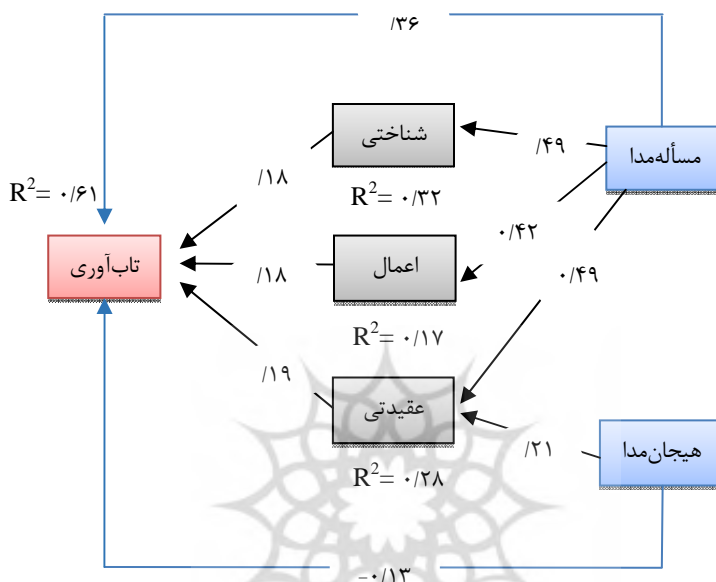 /۳۶
شناختی
/۴۹
مسأله‌مدا
/۱۸
R²= ۰/۳۲
R²= ۰/۶۱
۰/۴۲
تاب‌آوری
اعمال
/۱۸
۰/۴۹
R²= ۰/۱۷
/۱۹
عقیدتی
هیجان‌مدا
/۲۱
R²= ۰/۲۸
-۰/۱۳